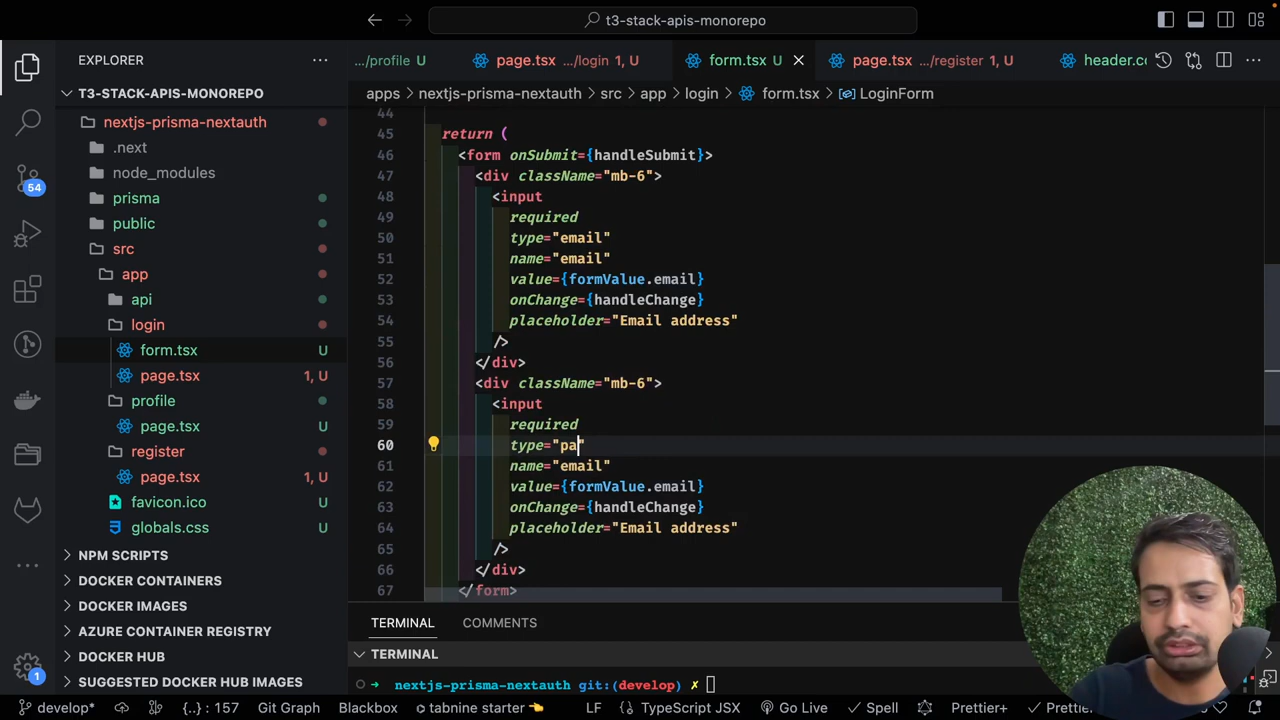 t3-stack-apis-monorepo
EXPLORER
.../profile U
page.tsx .../login 1, U
form.tsx U
page.tsx .../register 1, U
header.c
T3-STACK-APIS-MONOREPO
apps > nextjs-prisma-nextauth > src > app > login > form.tsx > LoginForm
nextjs-prisma-nextauth
.next
node_modules
prisma
public
src
app
api
login
form.tsx U
page.tsx 1, U
profile
page.tsx U
register
page.tsx 1, U
favicon.ico U
globals.css U
NPM SCRIPTS
DOCKER CONTAINERS
DOCKER IMAGES
AZURE CONTAINER REGISTRY
DOCKER HUB
SUGGESTED DOCKER HUB IMAGES
54
1
44
45 return (
46 <form onSubmit={handleSubmit}>
47 <div className="mb-6">
48 <input
49 required
50 type="email"
51 name="email"
52 value={formValue.email}
53 onChange={handleChange}
54 placeholder="Email address"
55 />
56 </div>
57 <div className="mb-6">
58 <input
59 required
60 type="pa"
61 name="email"
62 value={formValue.email}
63 onChange={handleChange}
64 placeholder="Email address"
65 />
66 </div>
67 </form>
TERMINAL COMMENTS
TERMINAL
→ nextjs-prisma-nextauth git:(develop) ✗
develop* {..} : 157 Git Graph Blackbox tabnine starter LF TypeScript JSX Go Live Spell Prettier+ Prettier